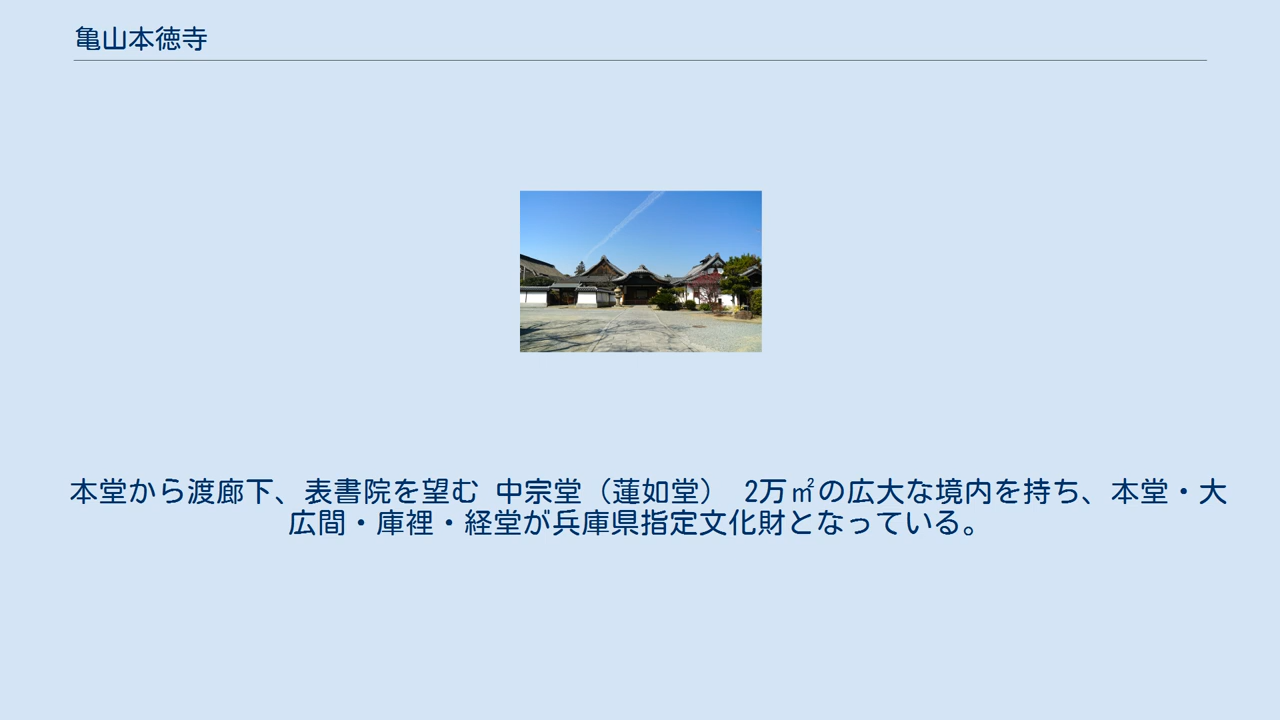 亀山本徳寺
本堂から渡廊下、表書院を望む 中宗堂（蓮如堂） 2万㎡の広大な境内を持ち、本堂・大
広間・庫裡・経堂が兵庫県指定文化財となっている。